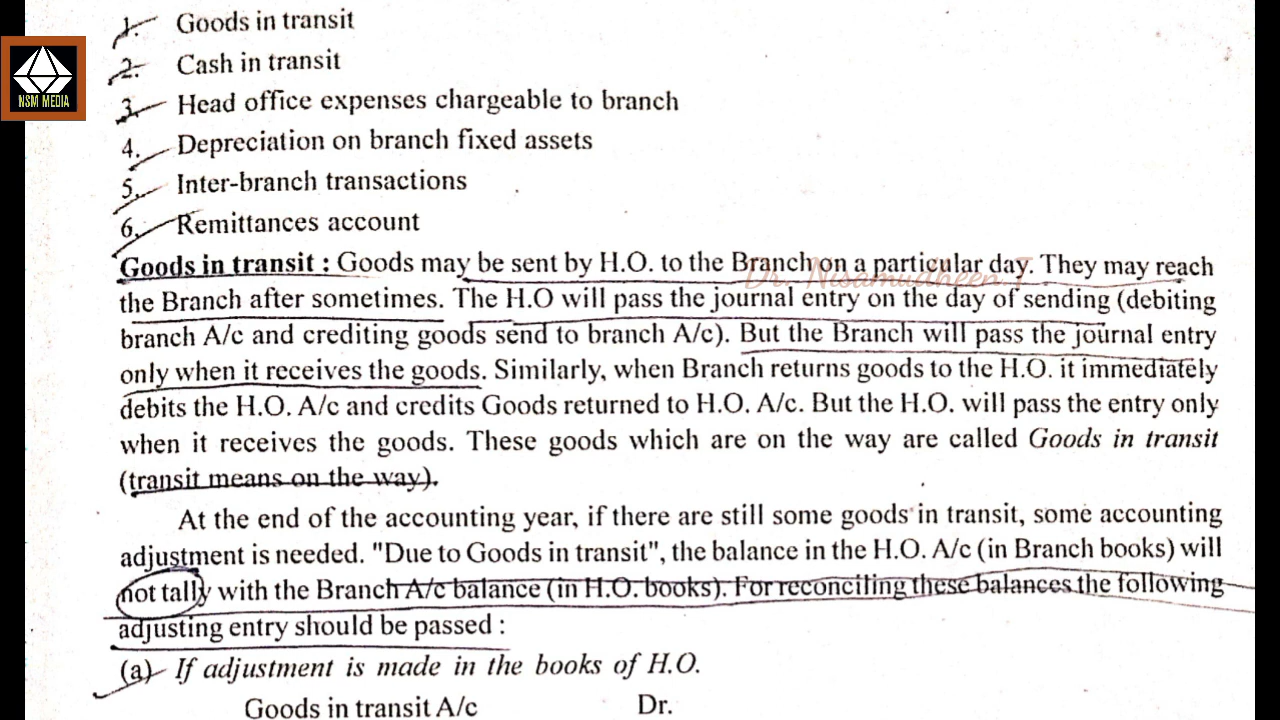 1. Goods in transit
2. Cash in transit
NSM MEDIA
3. Head office expenses chargeable to branch
4. Depreciation on branch fixed assets
5. Inter-branch transactions
6. Remittances account
Goods in transit : Goods may be sent by H.O. to the Branch on a particular day. They may reach
Dr. Nisamudheen T
the Branch after sometimes. The H.O will pass the journal entry on the day of sending (debiting
branch A/c and crediting goods send to branch A/c). But the Branch will pass the journal entry
only when it receives the goods. Similarly, when Branch returns goods to the H.O. it immediately
debits the H.O. A/c and credits Goods returned to H.O. A/c. But the H.O. will pass the entry only
when it receives the goods. These goods which are on the way are called Goods in transit
(transit means on the way).
At the end of the accounting year, if there are still some goods in transit, some accounting
adjustment is needed. "Due to Goods in transit", the balance in the H.O. A/c (in Branch books) will
not tally with the Branch A/c balance (in H.O. books). For reconciling these balances the following
adjusting entry should be passed :
(a) If adjustment is made in the books of H.O.
Goods in transit A/c Dr.